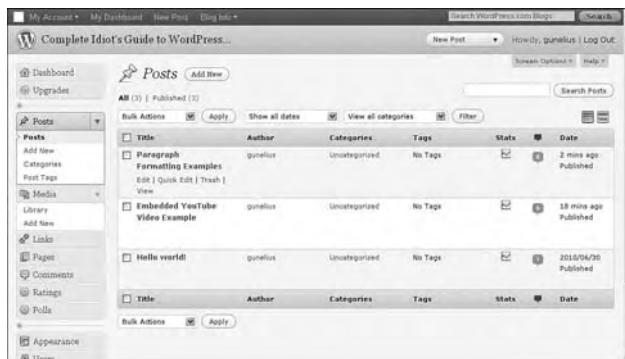 My Account My Dashboard New Post Blog Info
Search WordPress.com Blogs Search
Complete Idiot's Guide to WordPress...
New Post
Howdy, gunelius | Log Out
Screen Options Help
Dashboard
Upgrades
Posts
Posts
Add New
Categories
Post Tags
Media
Library
Add New
Links
Pages
Comments
Ratings
Polls
Appearance
Users
Posts Add New
All (3) | Published (3)
Search Posts
Bulk Actions Apply Show all dates View all categories Filter
Title Author Categories Tags Stats Date
Paragraph gunelius Uncategorized No Tags 2 mins ago
Formatting Examples Published
Edit | Quick Edit | Trash |
View
Embedded YouTube gunelius Uncategorized No Tags 18 mins ago
Video Example Published
Hello world! gunelius Uncategorized No Tags 2010/06/30
Published
Title Author Categories Tags Stats Date
Bulk Actions Apply